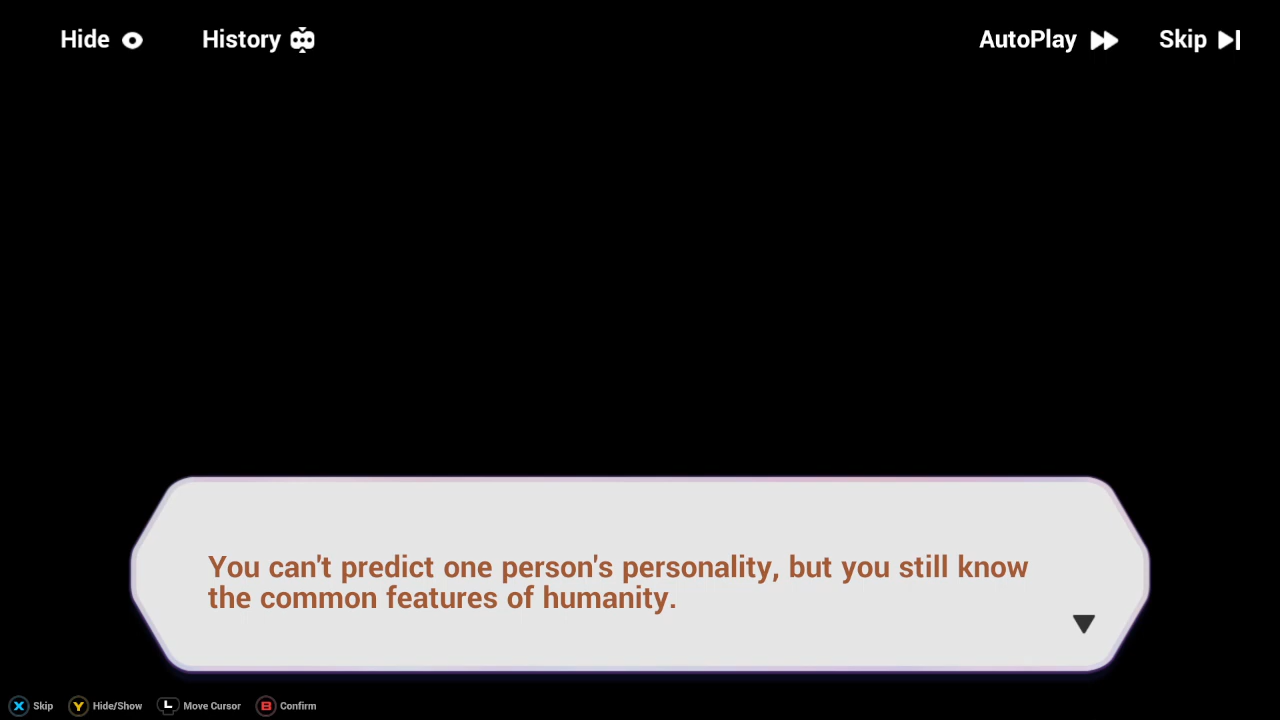 Hide
History
AutoPlay
Skip
You can't predict one person's personality, but you still know
the common features of humanity.
X Skip
Y Hide/Show
L Move Cursor
B Confirm